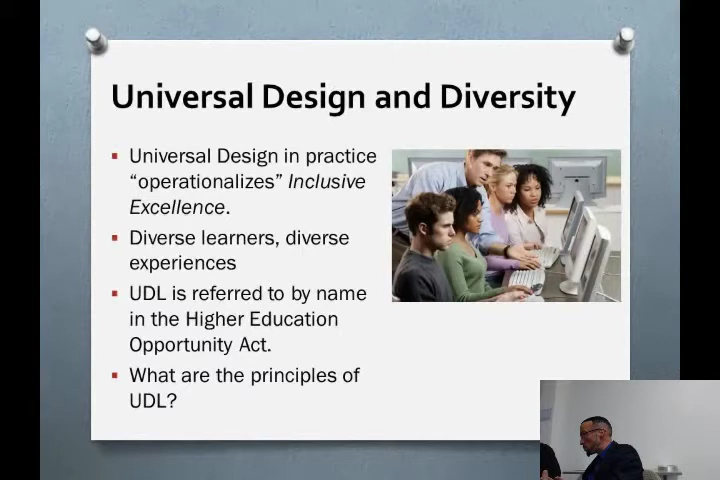 Universal Design and Diversity
Universal Design in practice
“operationalizes” Inclusive
Excellence.
Diverse learners, diverse
experiences
UDL is referred to by name
in the Higher Education
Opportunity Act.
What are the principles of
UDL?